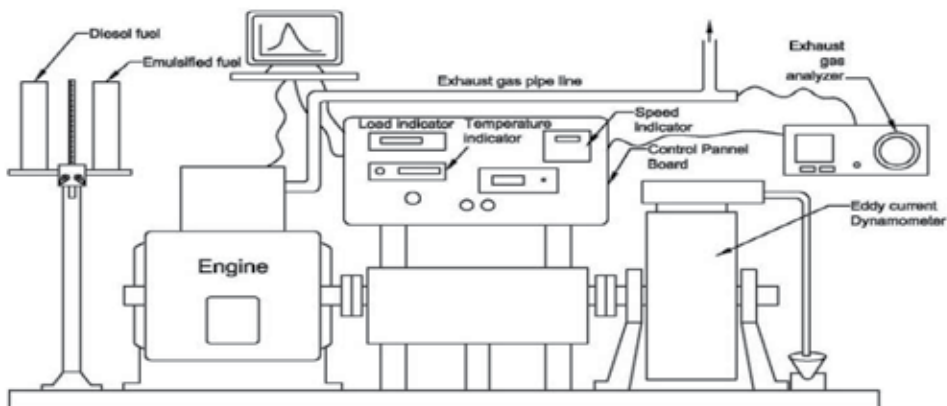 Diesol fuel
Emulsified fuel
Exhaust gas pipe line
Exhaust
gas
analyzer
Load indicator
Temperature
indicator
Speed
Indicator
Control Pannel
Board
Eddy current
Dynamometer
Engine